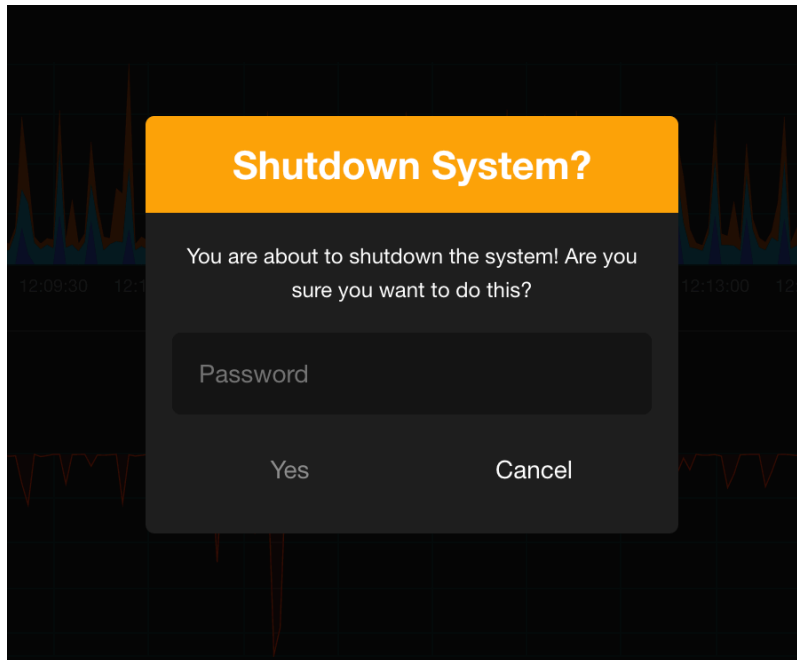 Shutdown System?
You are about to shutdown the system! Are you
sure you want to do this?
12:09:30
12:13:00
Password
Yes
Cancel